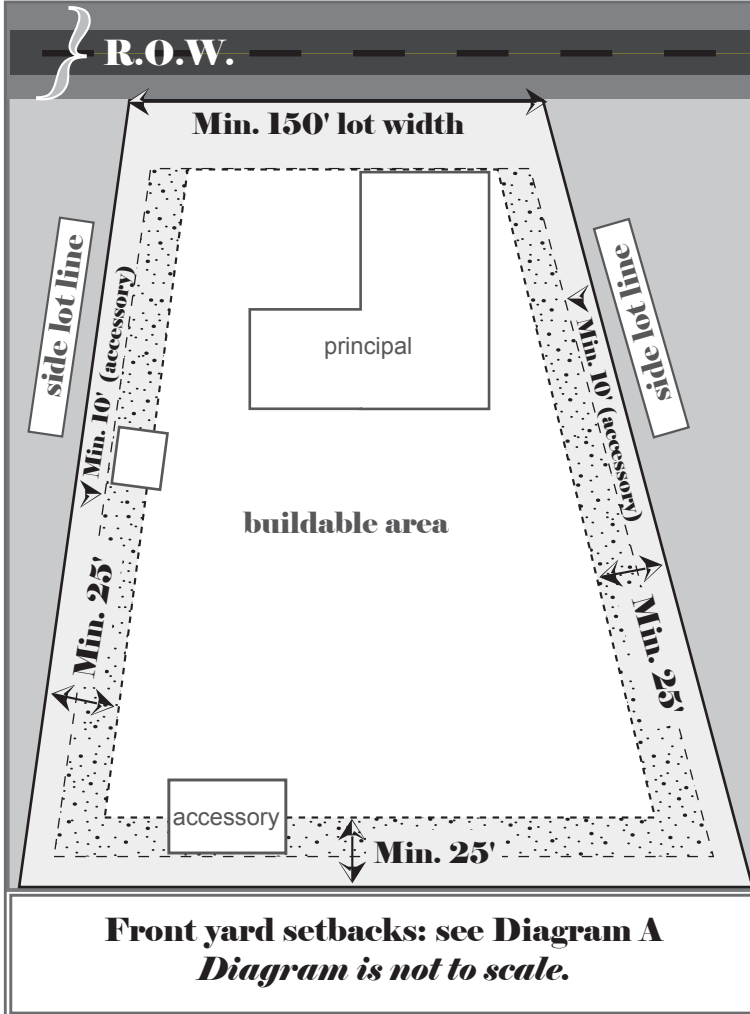 R.O.W.
Min. 150' lot width
side lot line
Min. 10' (accessory)
side lot line
Min. 10' (accessory)
principal
buildable area
Min. 25'
Min. 25'
accessory
Min. 25'
Front yard setbacks: see Diagram A
Diagram is not to scale.